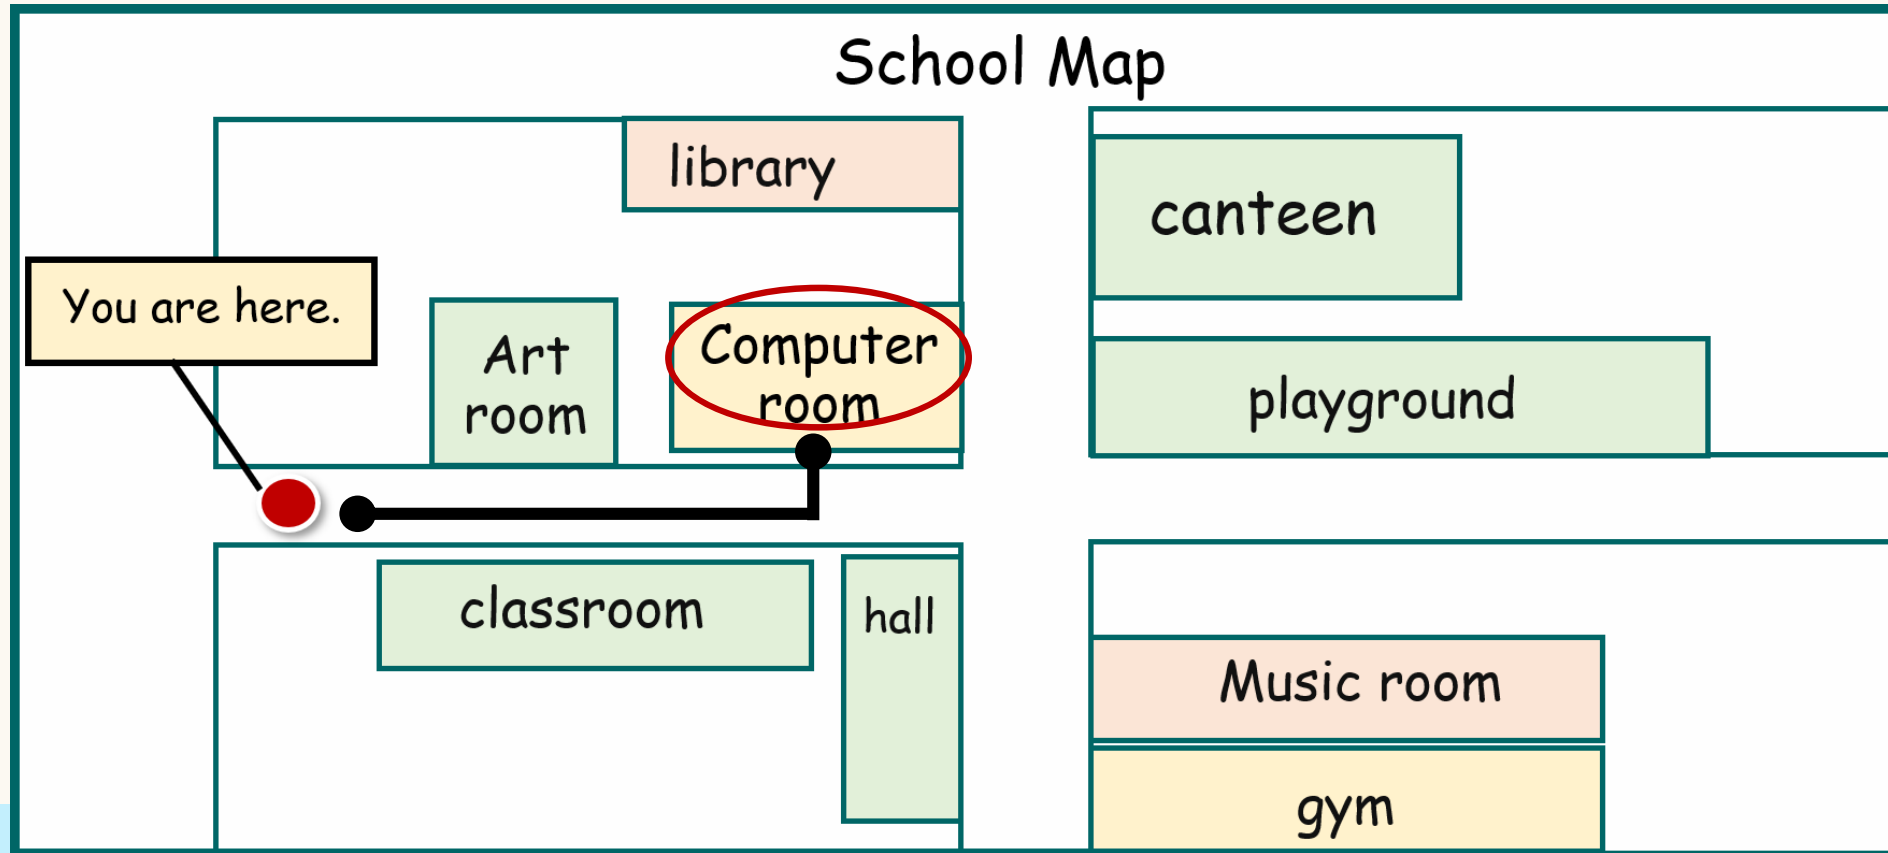 School Map
library
canteen
You are here.
Art
room
Computer
room
playground
classroom
hall
Music room
gym